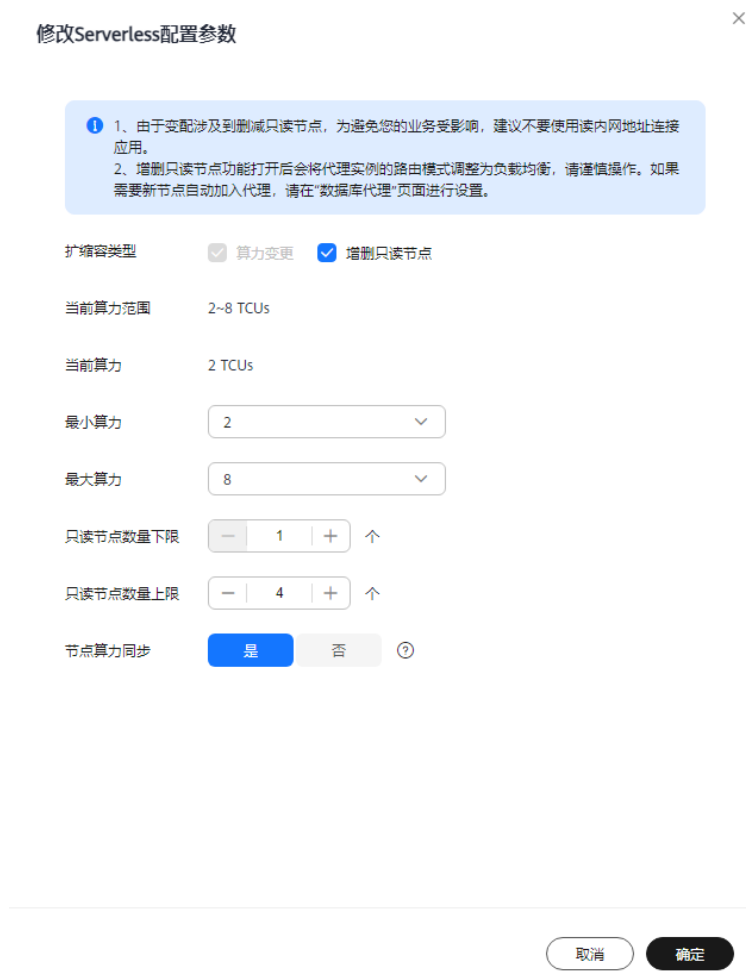 修改Serverless配置参数
1、由于变配涉及到删减只读节点，为避免您的业务受影响，建议不要使用读内网地址连接
应用。
2、增删只读节点功能打开后会将代理实例的路由模式调整为负载均衡，请谨慎操作。如果
需要新节点自动加入代理，请在“数据库代理”页面进行设置。
扩缩容类型 算力变更 增删只读节点
当前算力范围 2~8 TCUs
当前算力 2 TCUs
最小算力 2
最大算力 8
只读节点数量下限 － 1 ＋ 个
只读节点数量上限 － 4 ＋ 个
节点算力同步 是 否 ?
取消 确定